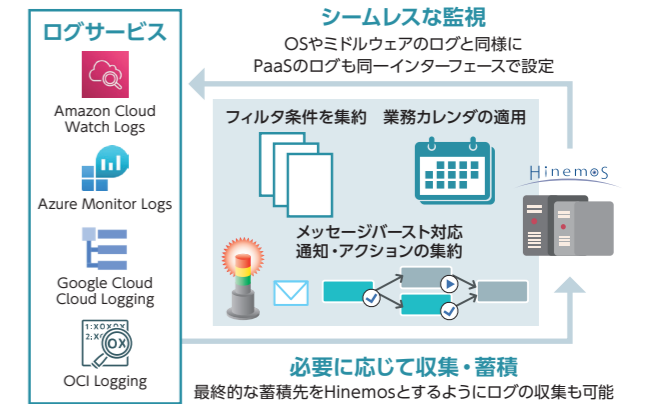 シームレスな監視
OSやミドルウェアのログと同様に
PaaSのログも同一インターフェースで設定
ログサービス
Amazon Cloud
Watch Logs
Azure Monitor Logs
Google Cloud
Cloud Logging
1:XOXOX
2:X
OX
OCI Logging
フィルタ条件を集約
業務カレンダの適用
メッセージバースト対応
通知・アクションの集約
Hinemos
必要に応じて収集・蓄積
最終的な蓄積先をHinemosとするようにログの収集も可能